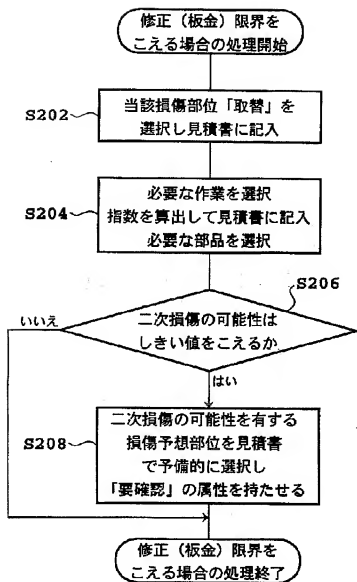 修正（板金）限界を
こえる場合の処理開始
S202
当該損傷部位「取替」を
選択し見積書に記入
S204
必要な作業を選択
指数を算出して見積書に記入
必要な部品を選択
S206
二次損傷の可能性は
しきい値をこえるか
いいえ
はい
S208
二次損傷の可能性を有する
損傷予想部位を見積書
で予備的に選択し
「要確認」の属性を持たせる
修正（板金）限界を
こえる場合の処理終了